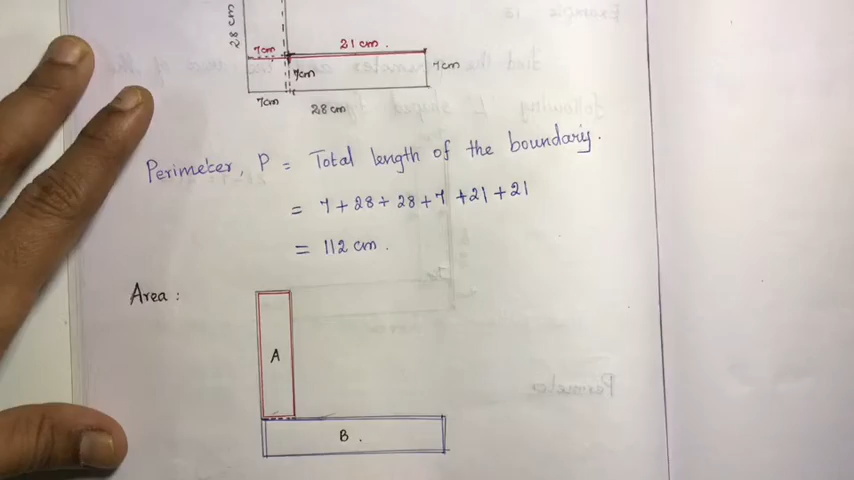 28 cm
7cm 21 cm.
7cm 7cm
7cm 28 cm
Perimeter, P = Total length of the boundary.
= 7 + 28 + 28 + 7 + 21 + 21
= 112 cm.
Area :
A
B .